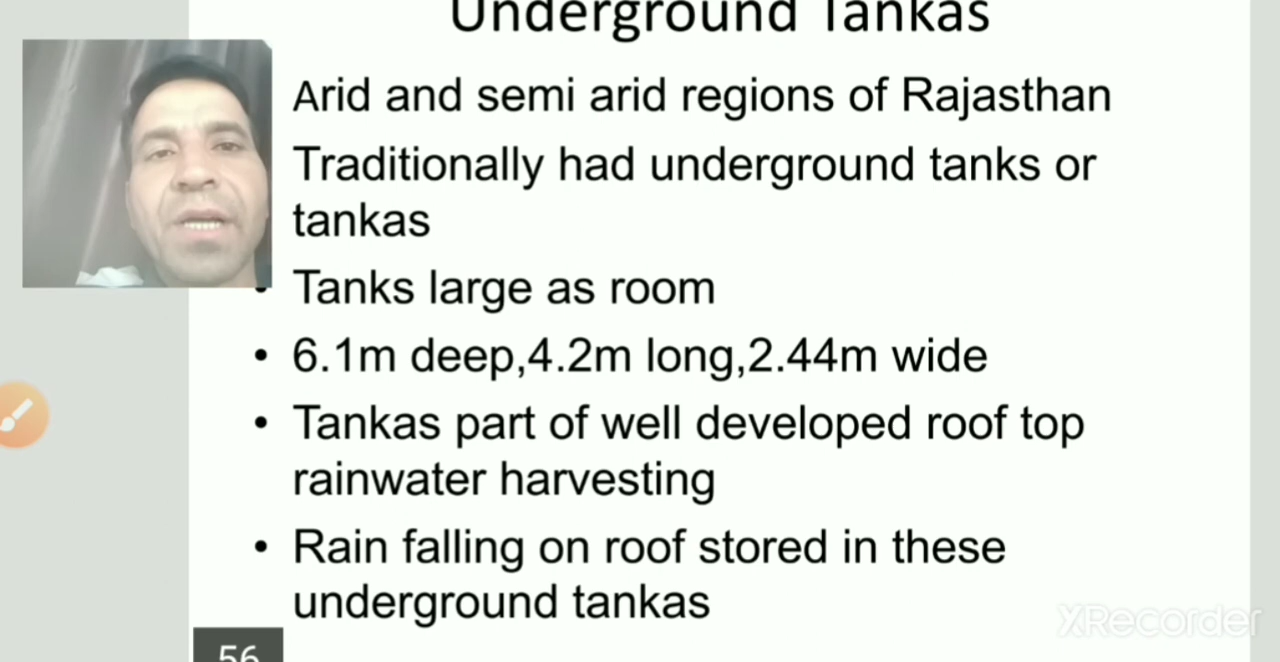 Underground Tankas
Arid and semi arid regions of Rajasthan
Traditionally had underground tanks or
tankas
• Tanks large as room
• 6.1m deep,4.2m long,2.44m wide
• Tankas part of well developed roof top
rainwater harvesting
• Rain falling on roof stored in these
underground tankas
56
XRecorder